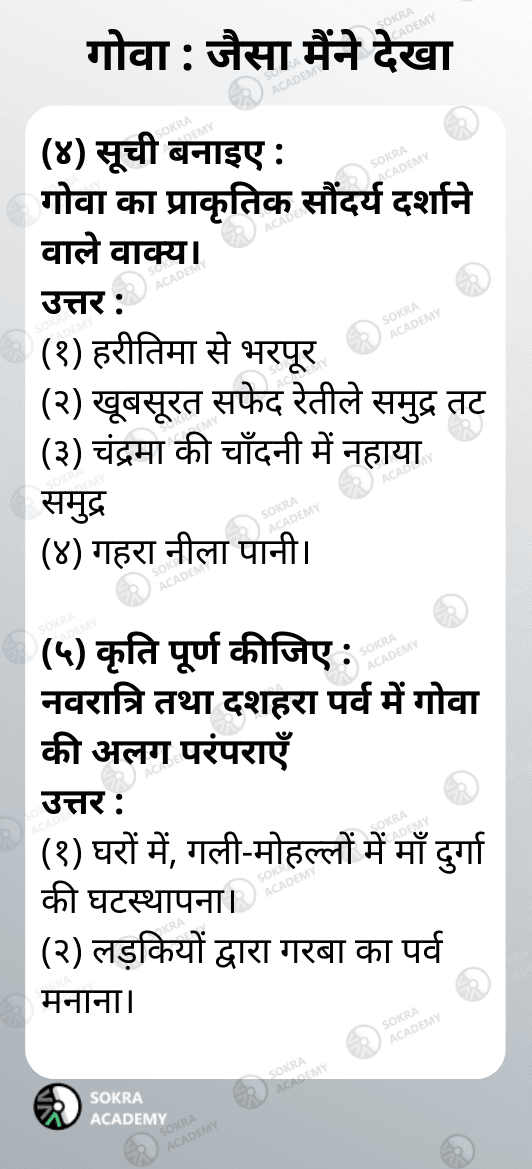 गोवा : जैसा मैंने देखा
(४) सूची बनाइए :
गोवा का प्राकृतिक सौंदर्य दर्शाने
वाले वाक्य।
उत्तर :
(१) हरीतिमा से भरपूर
(२) खूबसूरत सफेद रेतीले समुद्र तट
(३) चंद्रमा की चाँदनी में नहाया
समुद्र
(४) गहरा नीला पानी।
(५) कृति पूर्ण कीजिए :
नवरात्रि तथा दशहरा पर्व में गोवा
की अलग परंपराएँ
उत्तर :
(१) घरों में, गली-मोहल्लों में माँ दुर्गा
की घटस्थापना।
(२) लड़कियों द्वारा गरबा का पर्व
मनाना।
SOKRA
ACADEMY